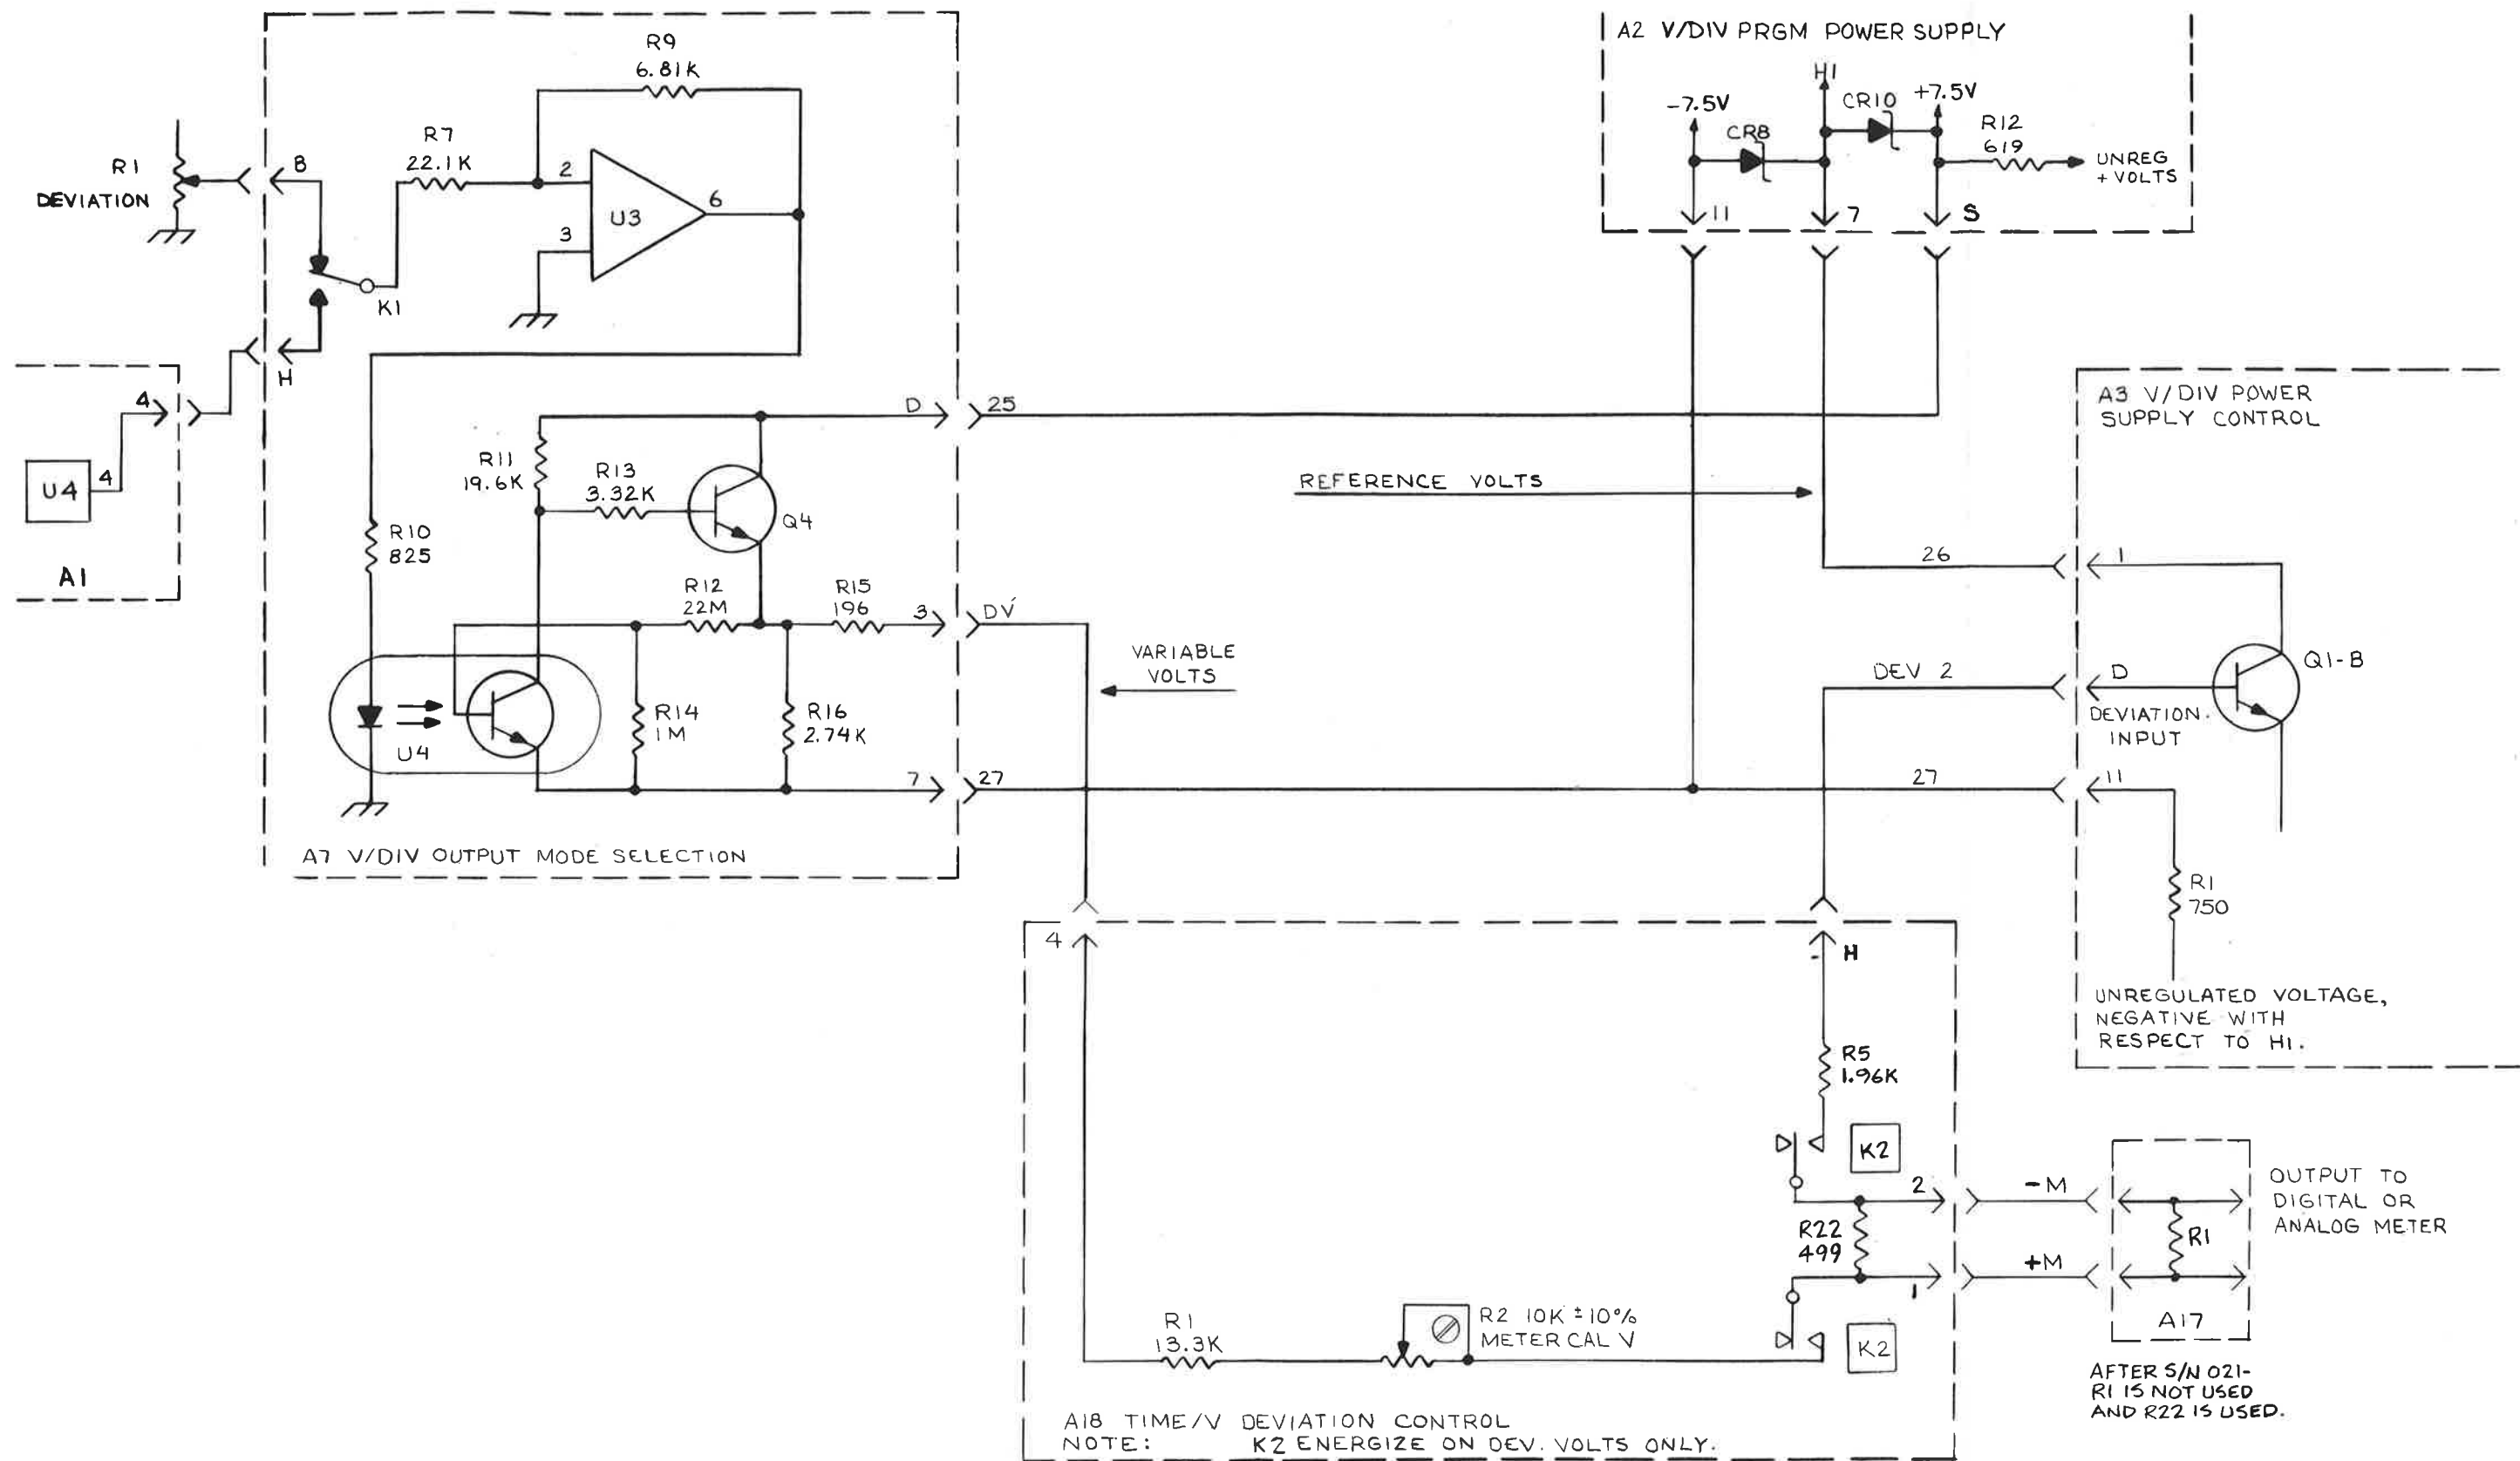 R9
6.81K
R7
22.1K
R1
DEVIATION
B
2
3
6
U3
K1
H
4
U4
4
A1
R10
825
R11
19.6K
R13
3.32K
Q4
D
25
R12
22M
R15
196
3
DV
R14
1M
R16
2.74K
U4
7
27
A7 V/DIV OUTPUT MODE SELECTION
A2 V/DIV PRGM POWER SUPPLY
HI
-7.5V
CR8
CR10
+7.5V
R12
619
UNREG
+ VOLTS
11
7
S
REFERENCE VOLTS
VARIABLE
VOLTS
A3 V/DIV POWER
SUPPLY CONTROL
26
1
DEV 2
D
Q1-B
DEVIATION
INPUT
27
11
R1
750
UNREGULATED VOLTAGE,
NEGATIVE WITH
RESPECT TO HI.
4
H
R5
1.96K
K2
2
-M
R22
499
+M
1
R1
A17
OUTPUT TO
DIGITAL OR
ANALOG METER
R1
13.3K
R2 10K ±10%
METER CAL V
K2
AFTER S/N 021-
R1 IS NOT USED
AND R22 IS USED.
A18 TIME/V DEVIATION CONTROL
NOTE: K2 ENERGIZE ON DEV. VOLTS ONLY.